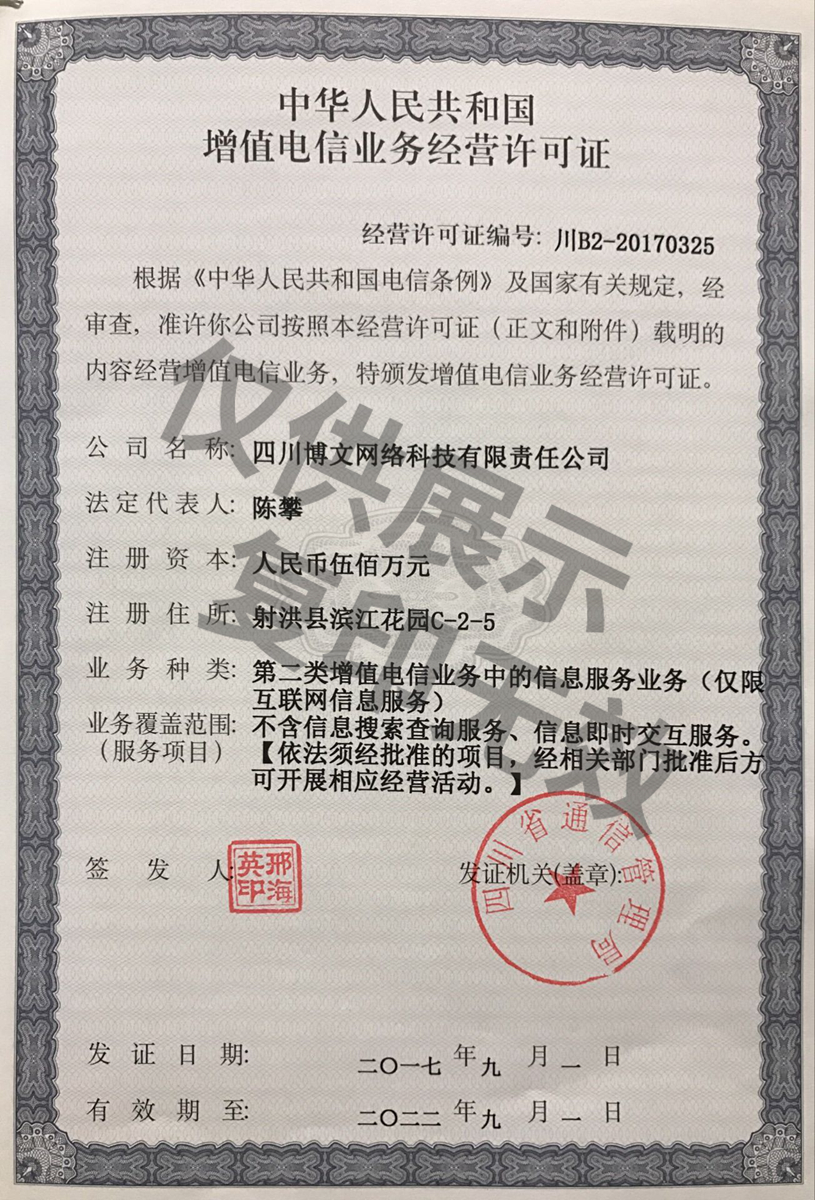 中华人民共和国
增值电信业务经营许可证
经营许可证编号: 川B2-20170325
根据《中华人民共和国电信条例》及国家有关规定，经
审查，准许你公司按照本经营许可证（正文和附件）载明的
内容经营增值电信业务，特颁发增值电信业务经营许可证。
公司名称: 四川博文网络科技有限责任公司
法定代表人: 陈攀
注册资本: 人民币伍佰万元
注册住所: 射洪县滨江花园C-2-5
业务种类: 第二类增值电信业务中的信息服务业务（仅限
互联网信息服务）
业务覆盖范围: 不含信息搜索查询服务、信息即时交互服务。
（服务项目） 【依法须经批准的项目，经相关部门批准后方
可开展相应经营活动。】
仅供展示
复印无效
签发人:
邢海
英印
发证机关(盖章):
四川省通信管理局
发证日期: 二〇一七年九月一日
有效期至: 二〇二二年九月一日